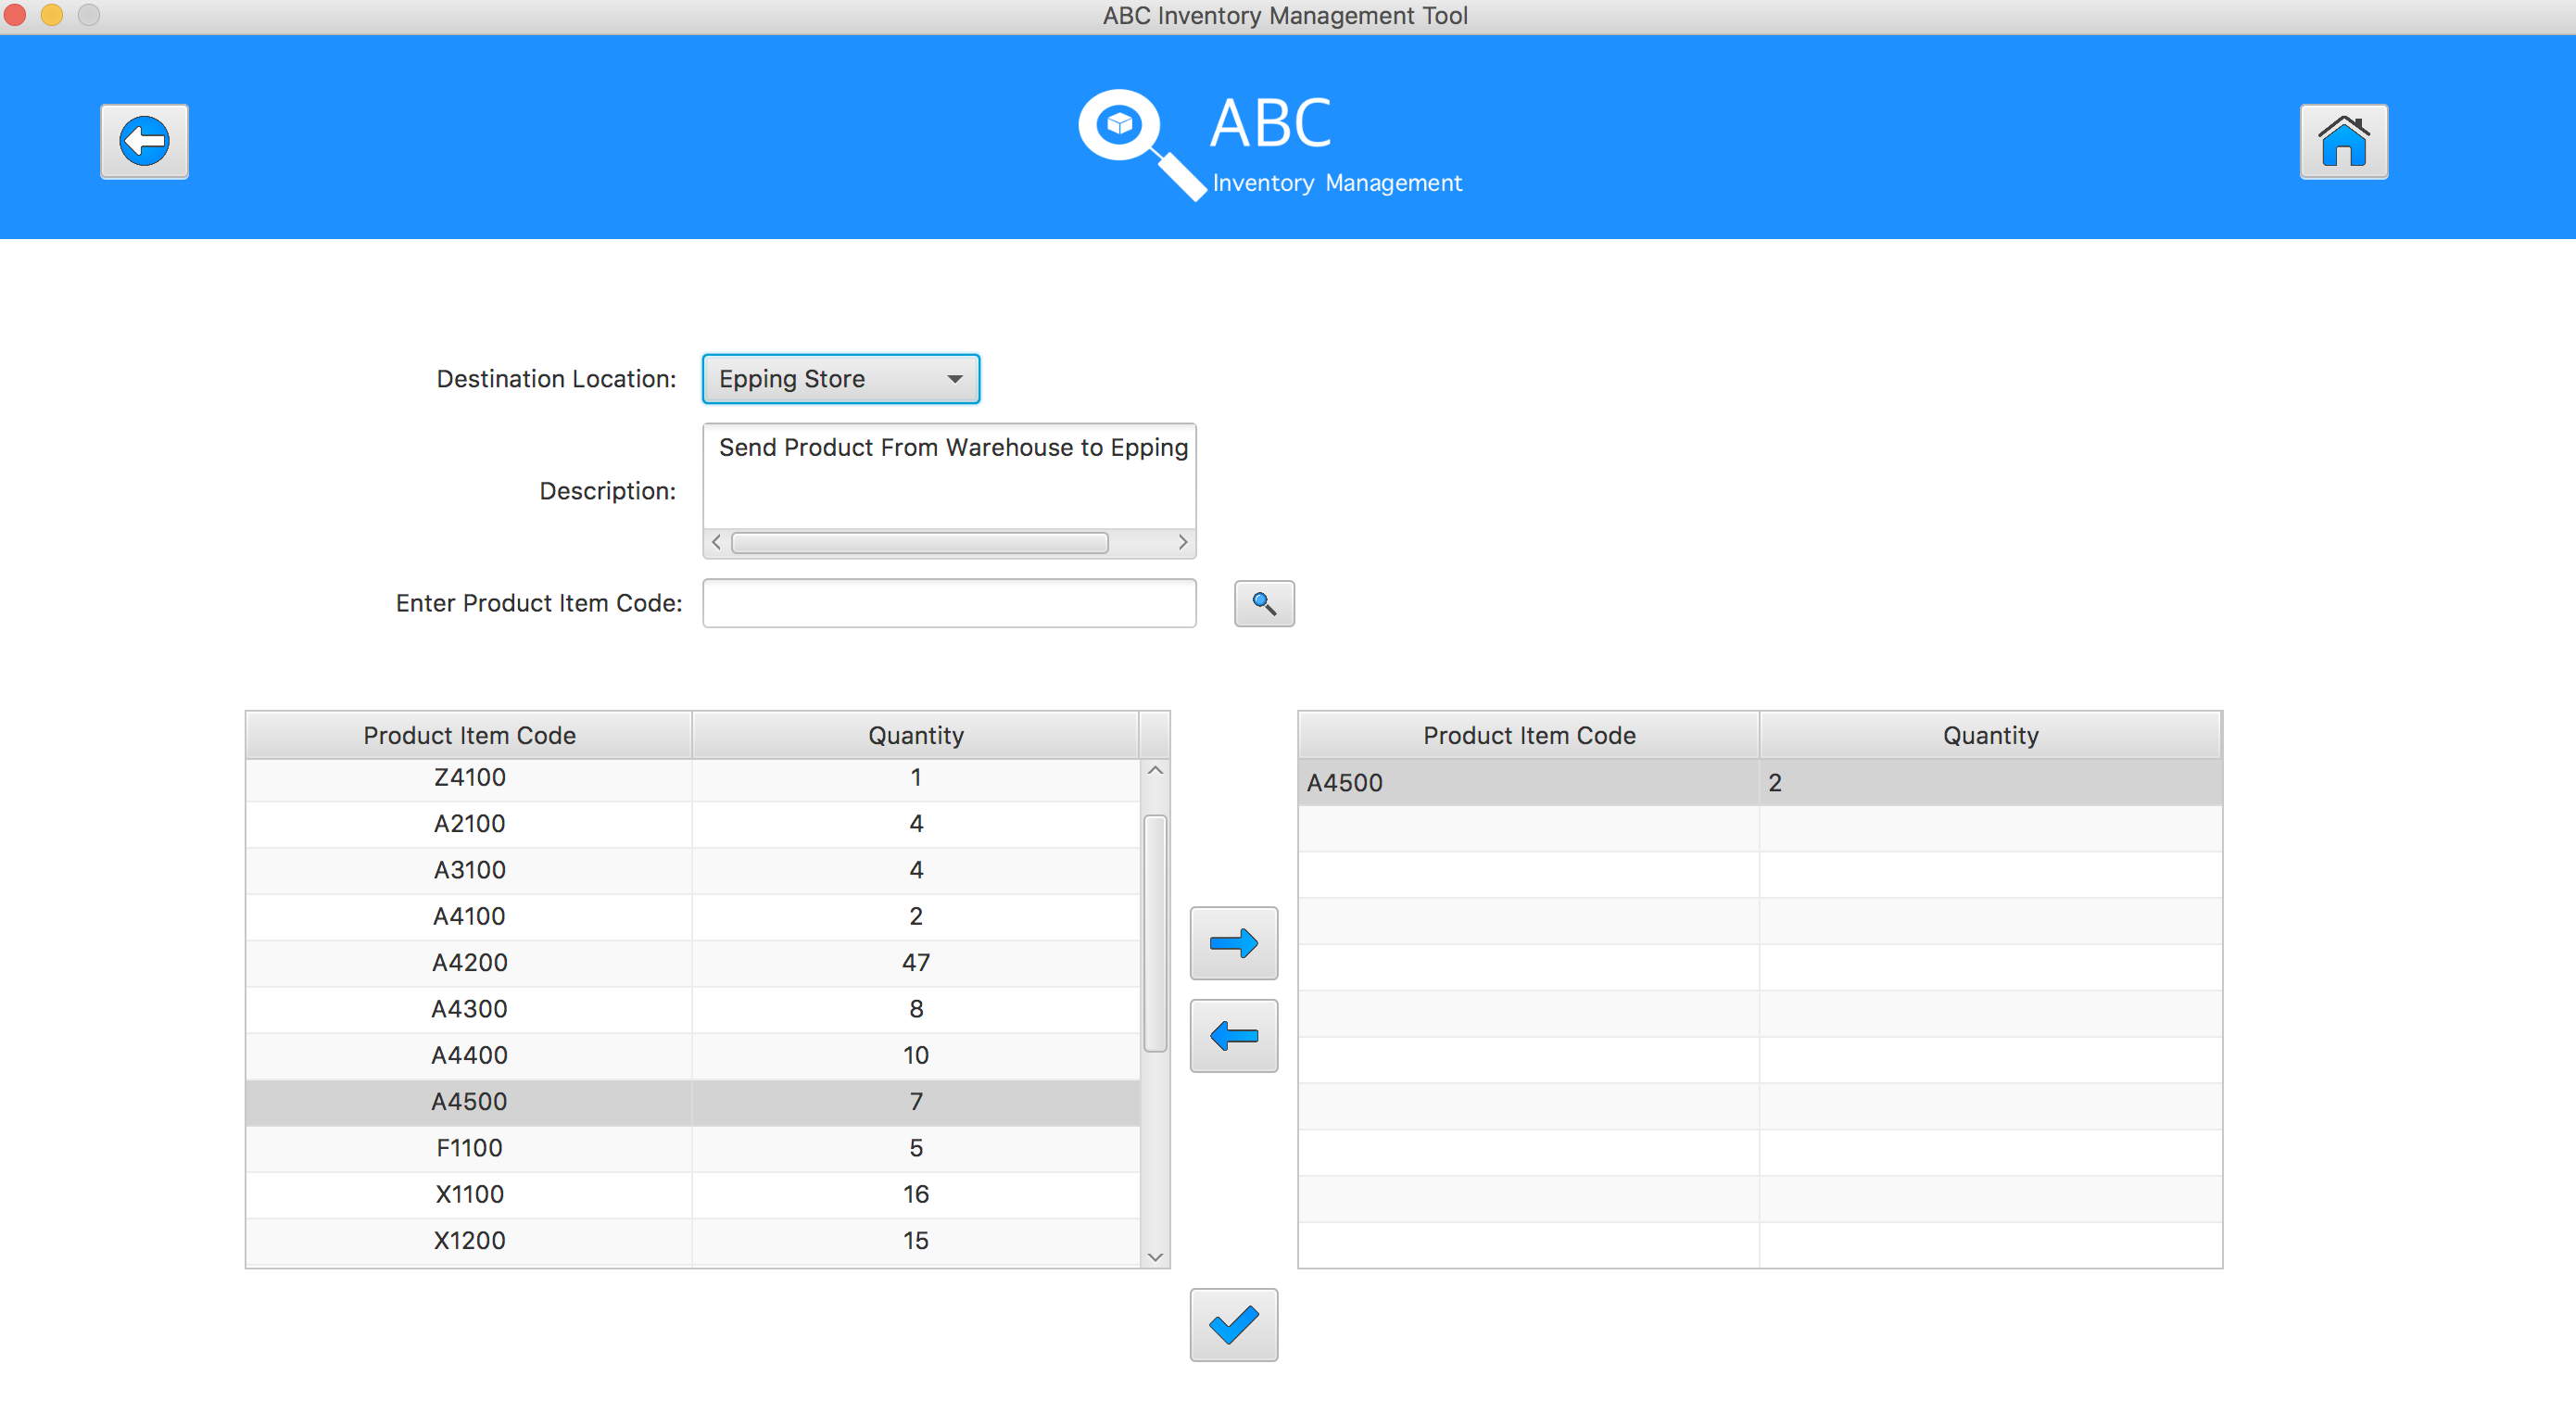 ABC Inventory Management Tool
ABC
Inventory Management
Destination Location: Epping Store
Description: Send Product From Warehouse to Epping
Enter Product Item Code:
Product Item Code Quantity
Z4100 1
A2100 4
A3100 4
A4100 2
A4200 47
A4300 8
A4400 10
A4500 7
F1100 5
X1100 16
X1200 15
Product Item Code Quantity
A4500 2